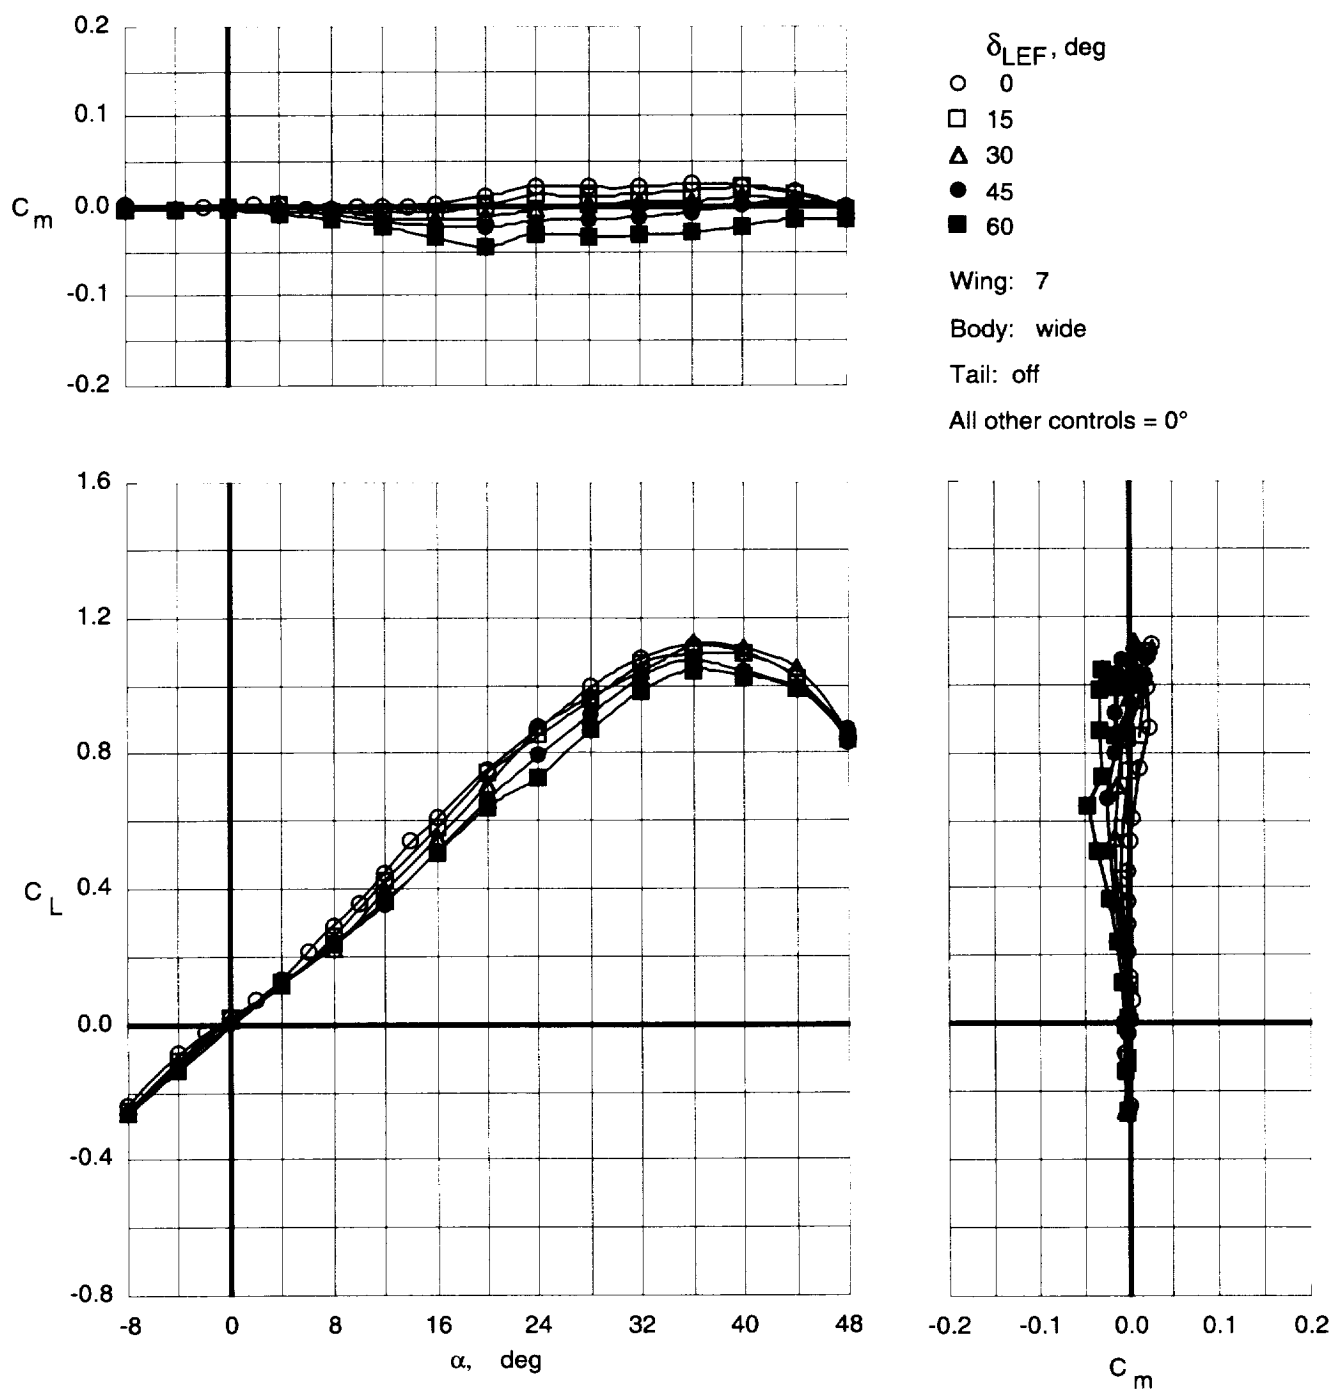 0.2
0.1
C m 0.0
-0.1
-0.2
δLEF, deg
0
15
30
45
60
Wing: 7
Body: wide
Tail: off
All other controls = 0°
1.6
1.2
0.8
0.4
C L
0.0
-0.4
-0.8
-8 0 8 16 24 32 40 48
α, deg
-0.2 -0.1 0.0 0.1 0.2
C m